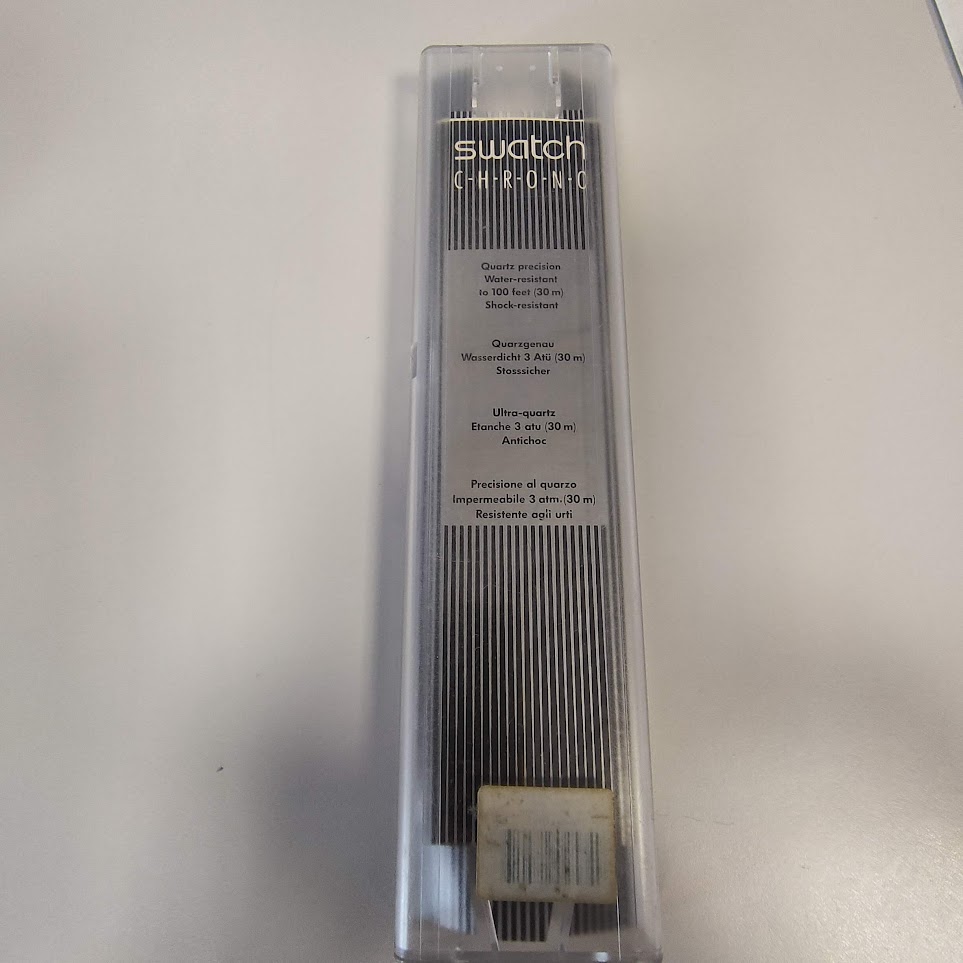 swatch
C·H·R·O·N·O
Quartz precision
Water-resistant
to 100 feet (30 m)
Shock-resistant
Quarzgenau
Wasserdicht 3 Atü (30 m)
Stosssicher
Ultra-quartz
Etanche 3 atu (30 m)
Antichoc
Precisione al quarzo
Impermeabile 3 atm.(30 m)
Resistente agli urti